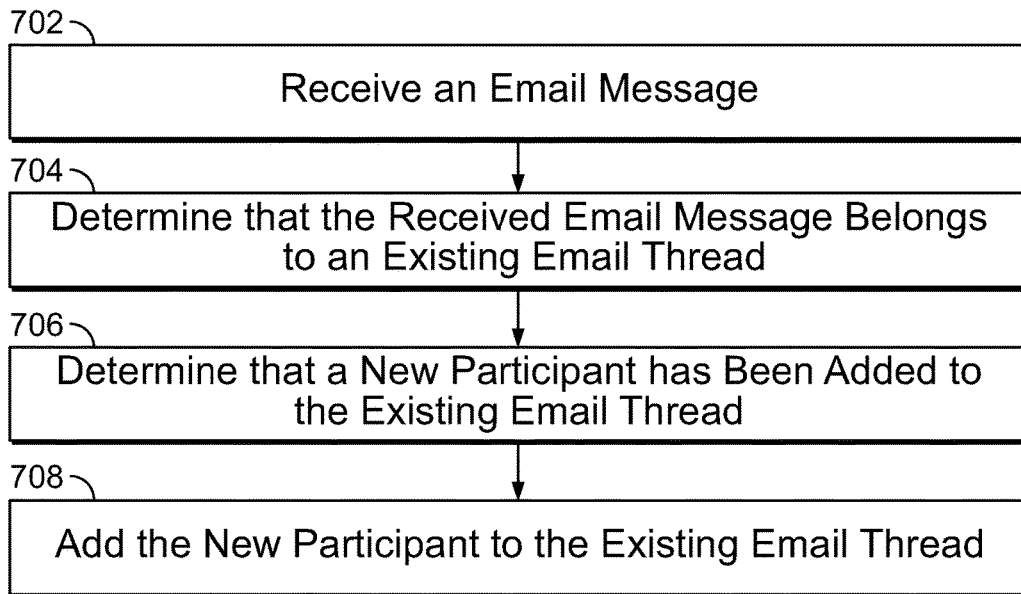 702
Receive an Email Message
704
Determine that the Received Email Message Belongs
to an Existing Email Thread
706
Determine that a New Participant has Been Added to
the Existing Email Thread
708
Add the New Participant to the Existing Email Thread